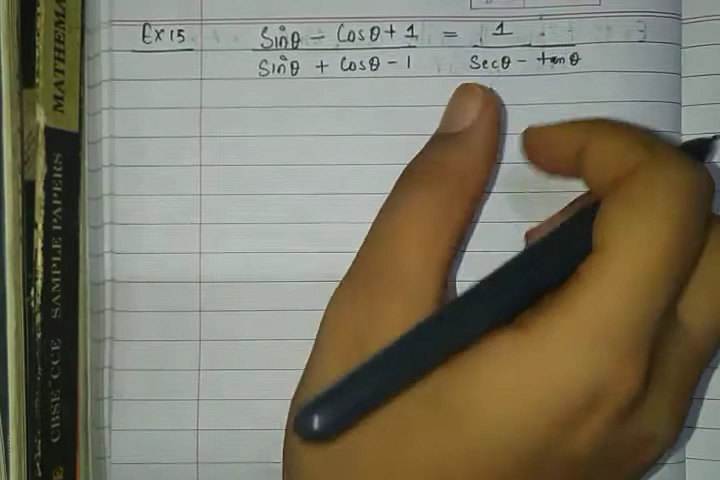 Ex 15 sinθ - cosθ + 1 = 1
sinθ + cosθ - 1 secθ - tanθ
MATHEMA
CBSE-CCE SAMPLE PAPERS